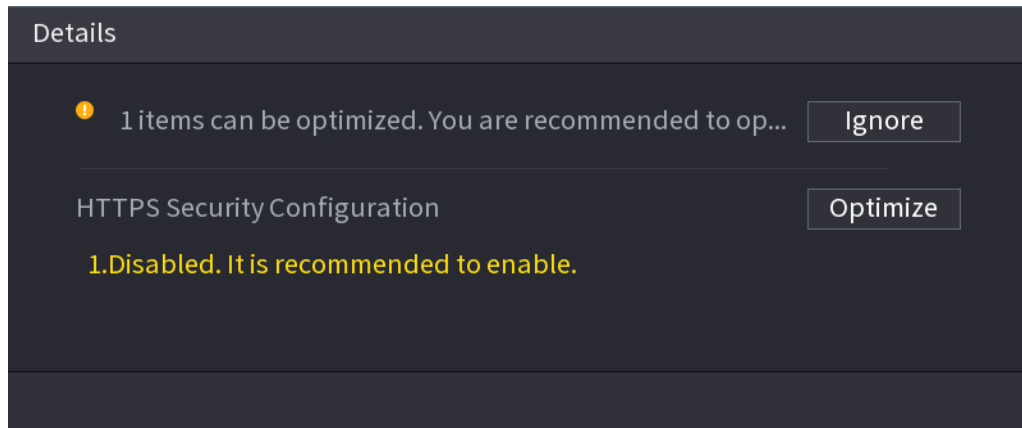 Details
1 items can be optimized. You are recommended to op...
Ignore
HTTPS Security Configuration
Optimize
1.Disabled. It is recommended to enable.